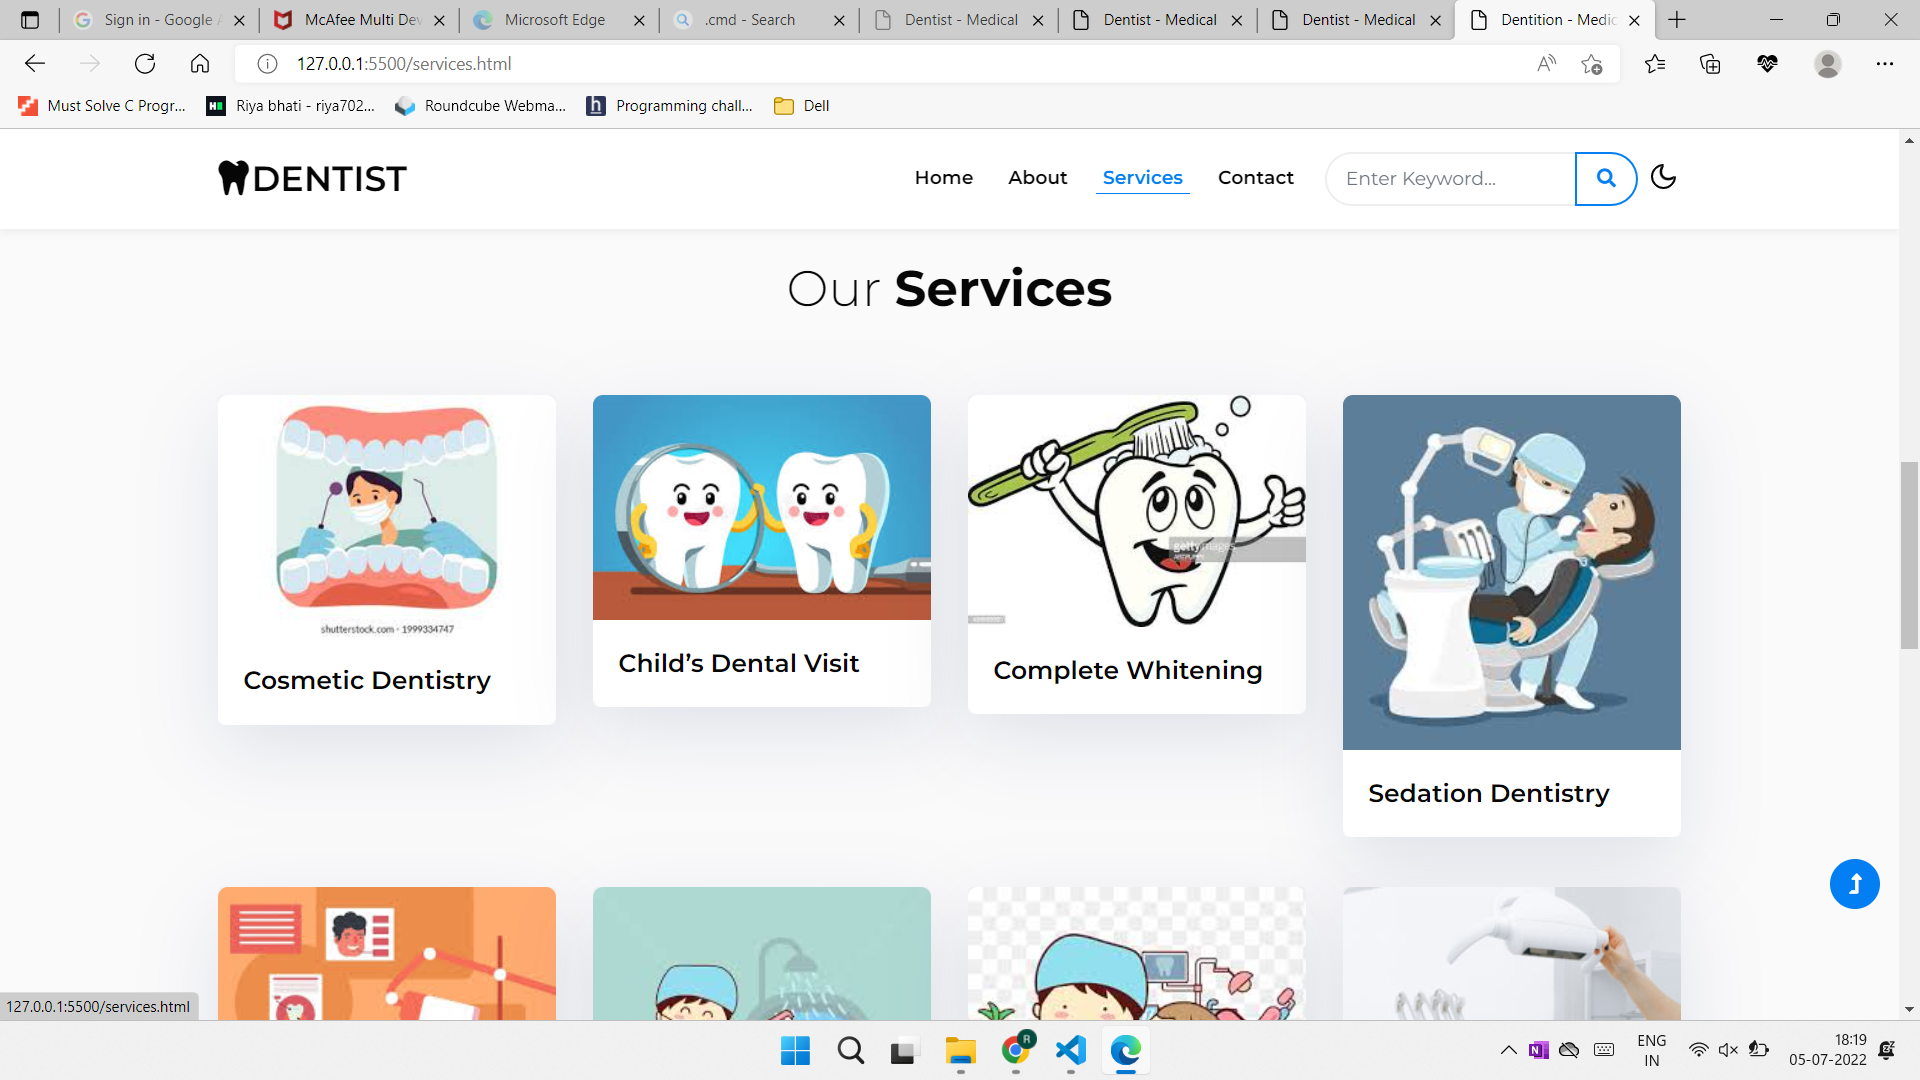 Sign in - Google A
McAfee Multi Dev
Microsoft Edge
.cmd - Search
Dentist - Medical
Dentist - Medical
Dentist - Medical
Dentition - Medic
127.0.0.1:5500/services.html
Must Solve C Progr...
Riya bhati - riya702...
Roundcube Webma...
Programming chall...
Dell
DENTIST
Home
About
Services
Contact
Enter Keyword...
Our Services
shutterstock.com · 1999334747
gettyimages
Cosmetic Dentistry
Child’s Dental Visit
Complete Whitening
Sedation Dentistry
127.0.0.1:5500/services.html
R
N
ENG
IN
18:19
05-07-2022